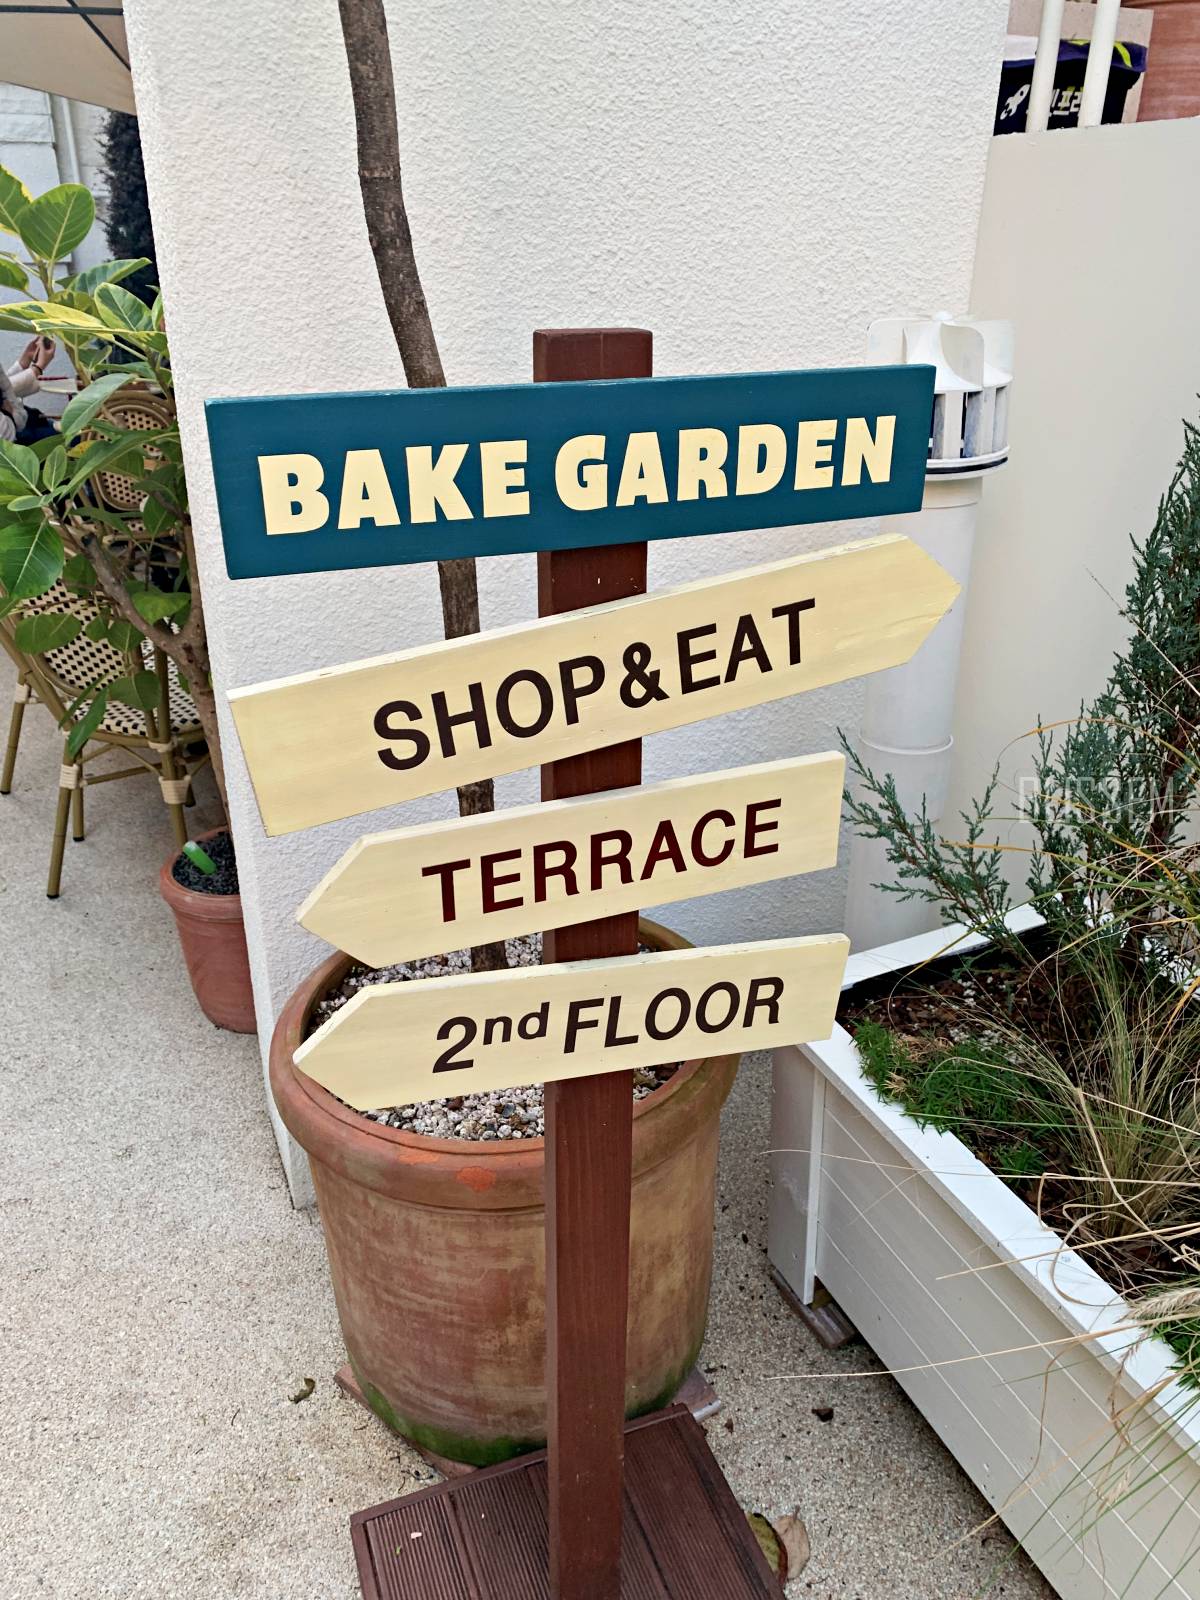 BAKE GARDEN
SHOP & EAT
TERRACE
2nd FLOOR